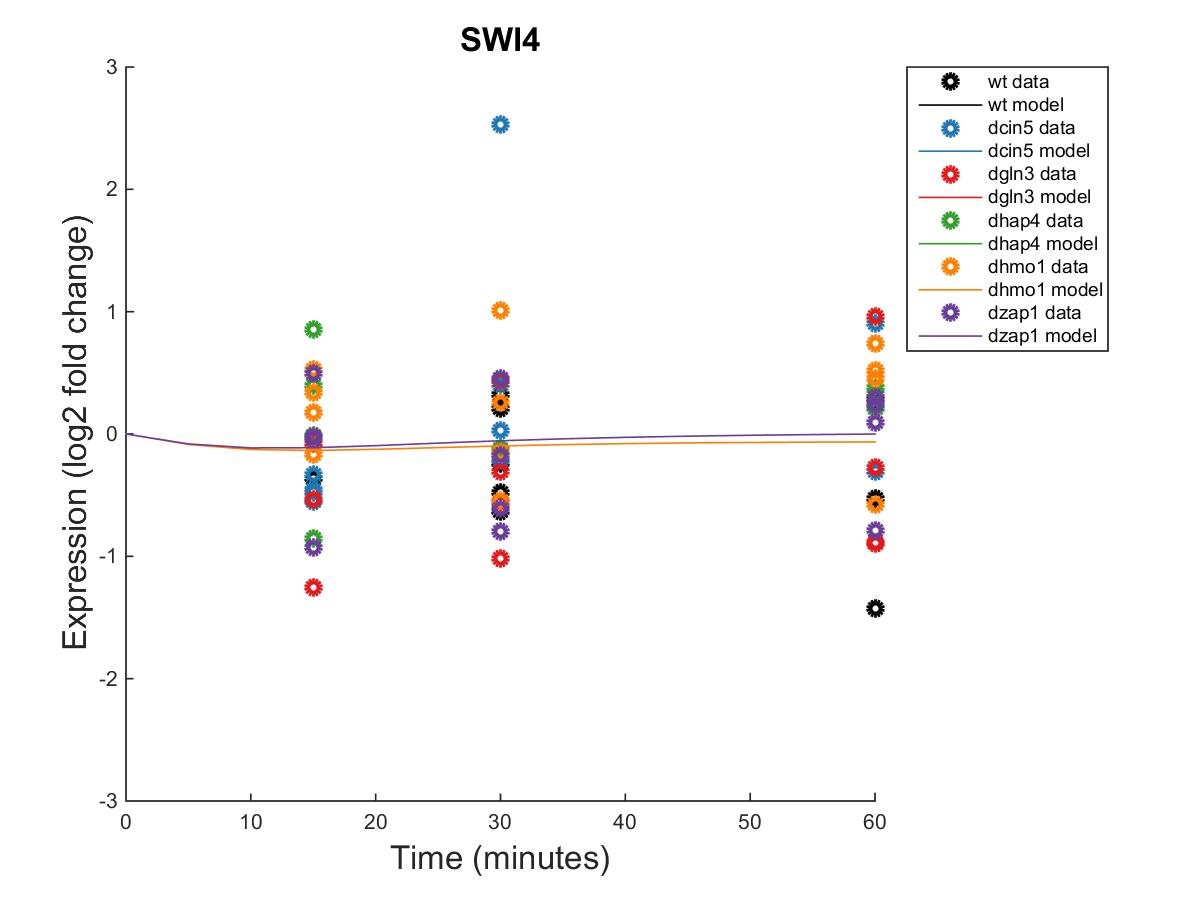 SWI4
3
2
1
0
-1
-2
-3
Expression (log2 fold change)
0 10 20 30 40 50 60
Time (minutes)
wt data
wt model
dcin5 data
dcin5 model
dgln3 data
dgln3 model
dhap4 data
dhap4 model
dhmo1 data
dhmo1 model
dzap1 data
dzap1 model